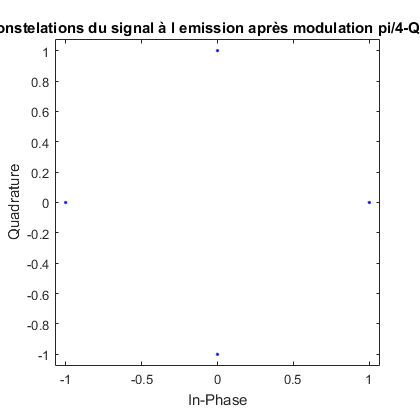 onstelations du signal à l emission après modulation pi/4-Q
1
0.8
0.6
0.4
0.2
0
-0.2
-0.4
-0.6
-0.8
-1
Quadrature
-1 -0.5 0 0.5 1
In-Phase